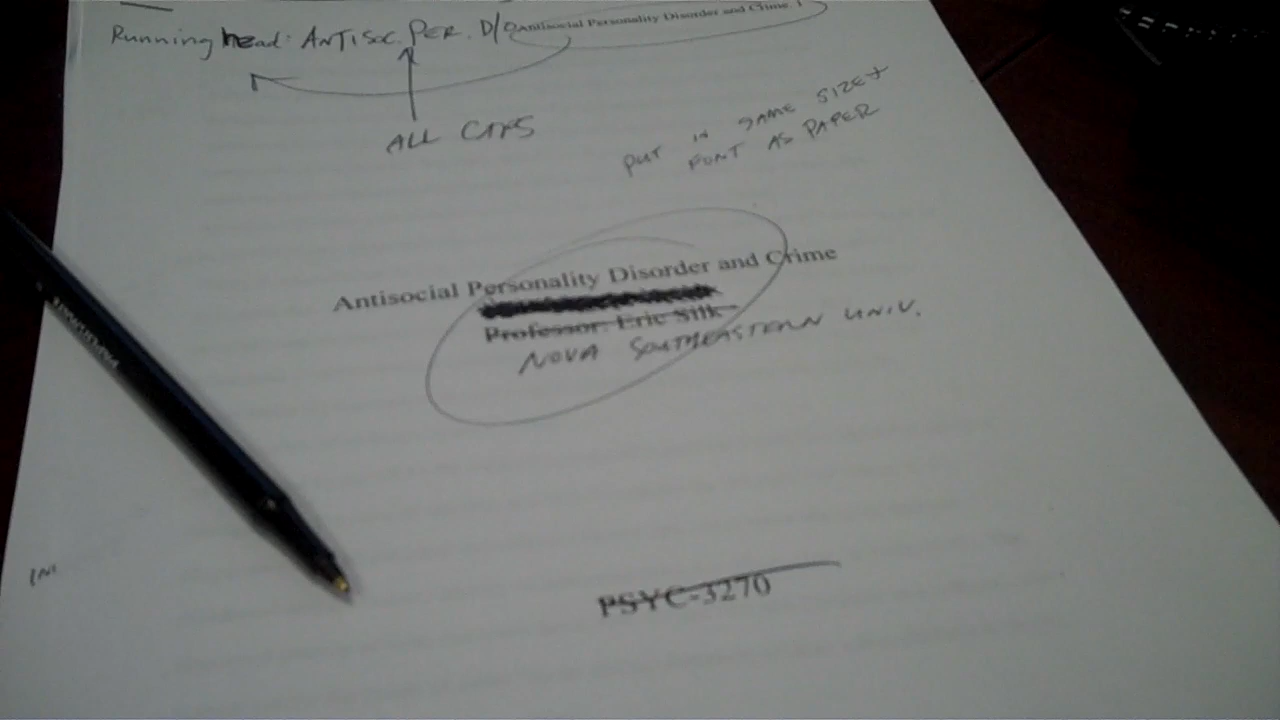 Running head: ANTISOC. PER. D/O Antisocial Personality Disorder and Crime 1
ALL CAPS
PUT IN SAME SIZE +
FONT AS PAPER
Antisocial Personality Disorder and Crime
Professor: Eric Silk
NOVA SOUTHEASTERN UNIV.
PSYC-3270